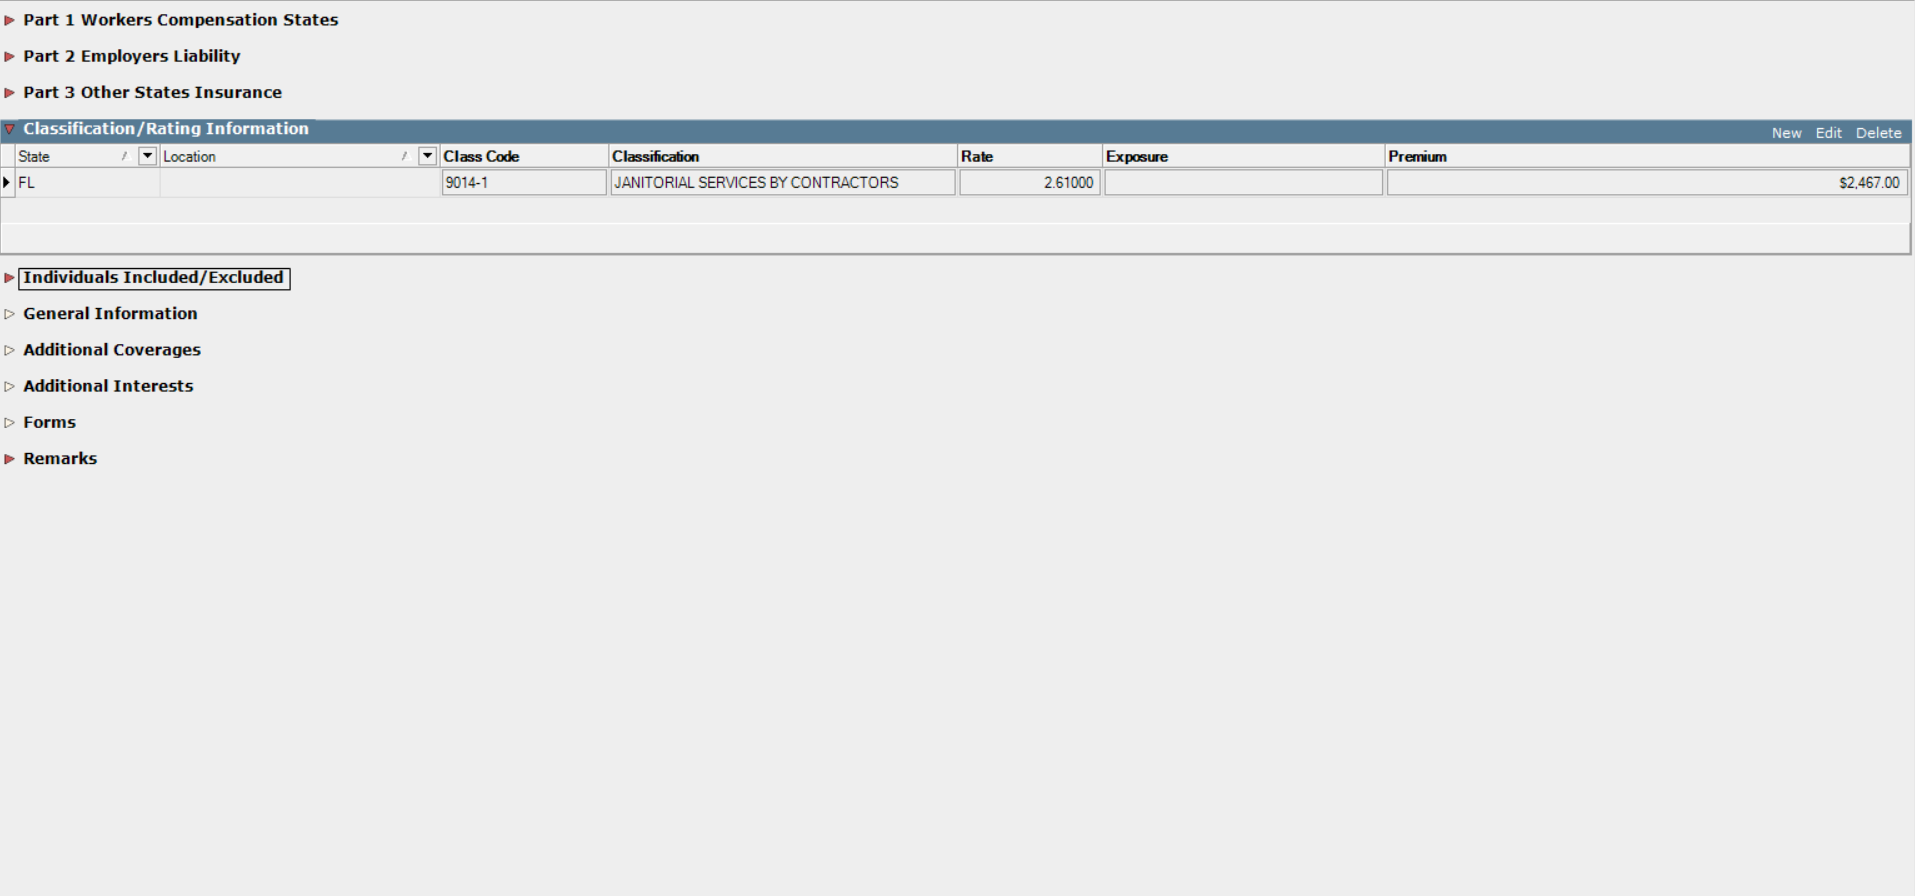 Part 1 Workers Compensation States
Part 2 Employers Liability
Part 3 Other States Insurance
Classification/Rating Information
New Edit Delete
State Location Class Code Classification Rate Exposure Premium
FL 9014-1 JANITORIAL SERVICES BY CONTRACTORS 2.61000 $2,467.00
Individuals Included/Excluded
General Information
Additional Coverages
Additional Interests
Forms
Remarks